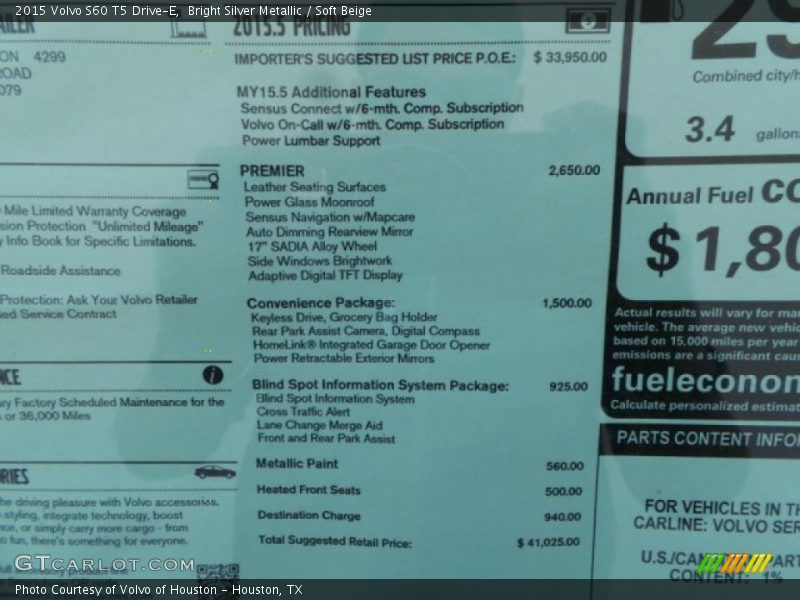 2015 Volvo S60 T5 Drive-E, Bright Silver Metallic / Soft Beige
2015.5 PRICING
4299
ROAD
IMPORTER'S SUGGESTED LIST PRICE P.O.E.: $ 33,950.00
MY15.5 Additional Features
Sensus Connect w/6-mth. Comp. Subscription
Volvo On-Call w/6-mth. Comp. Subscription
Power Lumbar Support
PREMIER 2,650.00
Leather Seating Surfaces
Power Glass Moonroof
Sensus Navigation w/Mapcare
Auto Dimming Rearview Mirror
17" SADIA Alloy Wheel
Side Windows Brightwork
Adaptive Digital TFT Display
Convenience Package: 1,500.00
Keyless Drive, Grocery Bag Holder
Rear Park Assist Camera, Digital Compass
HomeLink® Integrated Garage Door Opener
Power Retractable Exterior Mirrors
Blind Spot Information System Package: 925.00
Blind Spot Information System
Cross Traffic Alert
Lane Change Merge Aid
Front and Rear Park Assist
Metallic Paint 560.00
Heated Front Seats 500.00
Destination Charge 940.00
Total Suggested Retail Price: $ 41,025.00
Mile Limited Warranty Coverage
Protection "Unlimited Mileage"
Info Book for Specific Limitations.
Roadside Assistance
Protection: Ask Your Volvo Retailer
Service Contract
Factory Scheduled Maintenance for the
or 36,000 Miles
the driving pleasure with Volvo accessories.
styling, integrate technology, boost
or simply carry more cargo - from
fun, there's something for everyone.
Combined city/h
3.4 gallons
Annual Fuel CO
$ 1,80
Actual results will vary for
vehicle. The average new vehic
based on 15,000 miles per year
emissions are a significant caus
fueleconom
Calculate personalized estimat
PARTS CONTENT INFO
FOR VEHICLES IN TH
CARLINE: VOLVO SER
U.S./CAN PART
CONTENT: 1%
GTCarLot.com
Photo Courtesy of Volvo of Houston - Houston, TX